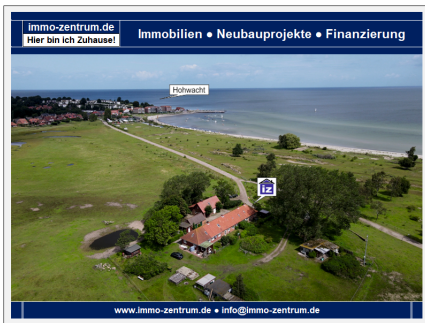 immo-zentrum.de
Hier bin ich Zuhause!
Immobilien ● Neubauprojekte ● Finanzierung
Hohwacht
iz
www.immo-zentrum.de ● info@immo-zentrum.de